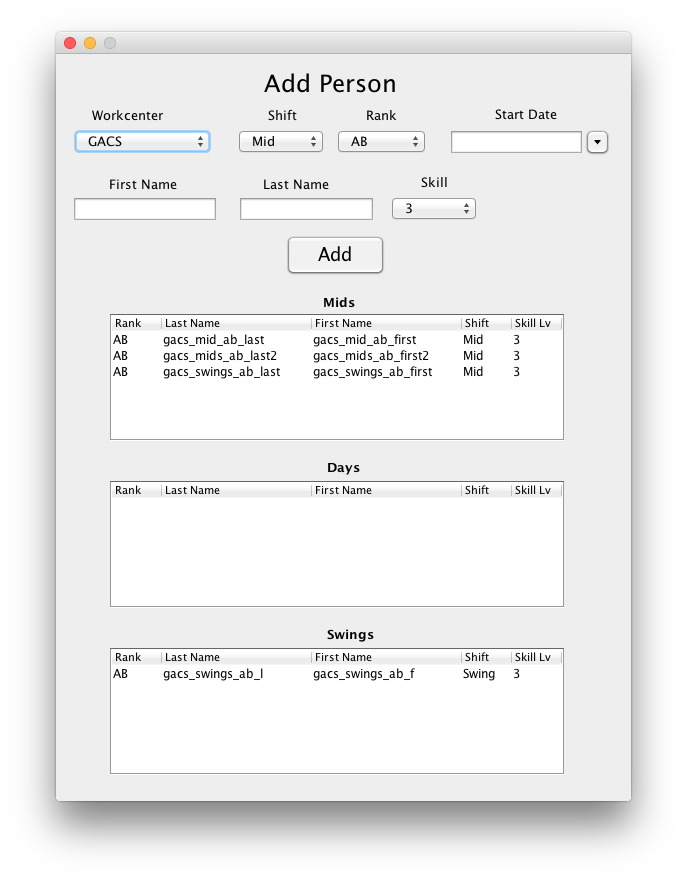 Add Person
Workcenter Shift Rank Start Date
GACS Mid AB
First Name Last Name Skill
3
Add
Mids
Rank Last Name First Name Shift Skill Lv
AB gacs_mid_ab_last gacs_mid_ab_first Mid 3
AB gacs_mids_ab_last2 gacs_mids_ab_first2 Mid 3
AB gacs_swings_ab_last gacs_swings_ab_first Mid 3
Days
Rank Last Name First Name Shift Skill Lv
Swings
Rank Last Name First Name Shift Skill Lv
AB gacs_swings_ab_l gacs_swings_ab_f Swing 3